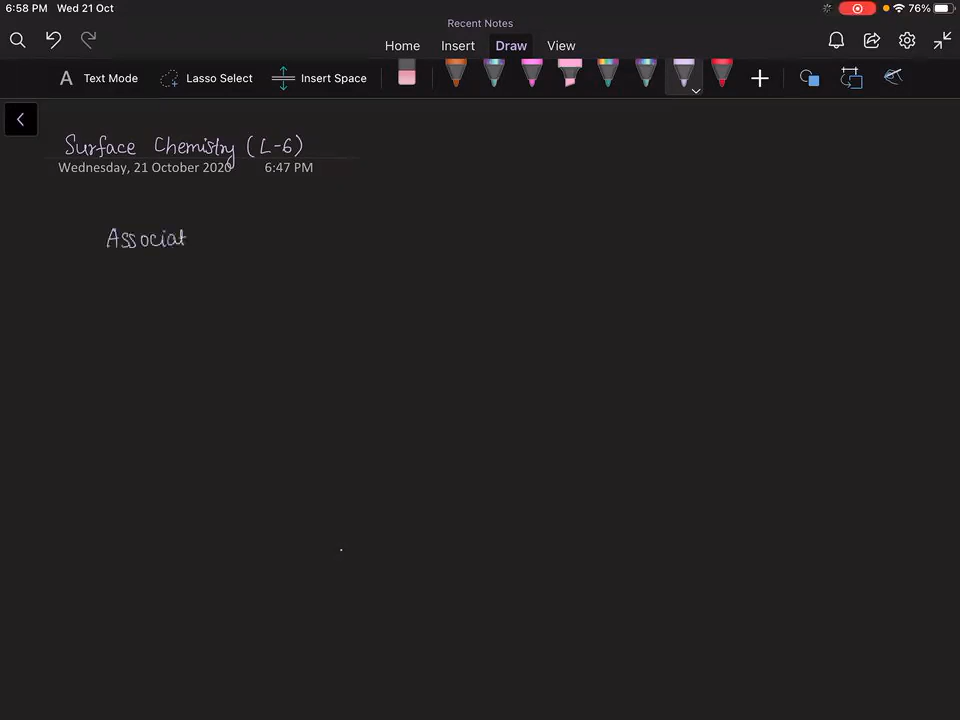 6:58 PM Wed 21 Oct 76%
Recent Notes
Home Insert Draw View
A Text Mode Lasso Select Insert Space
Surface Chemistry (L-6)
Wednesday, 21 October 2020 6:47 PM
Associat